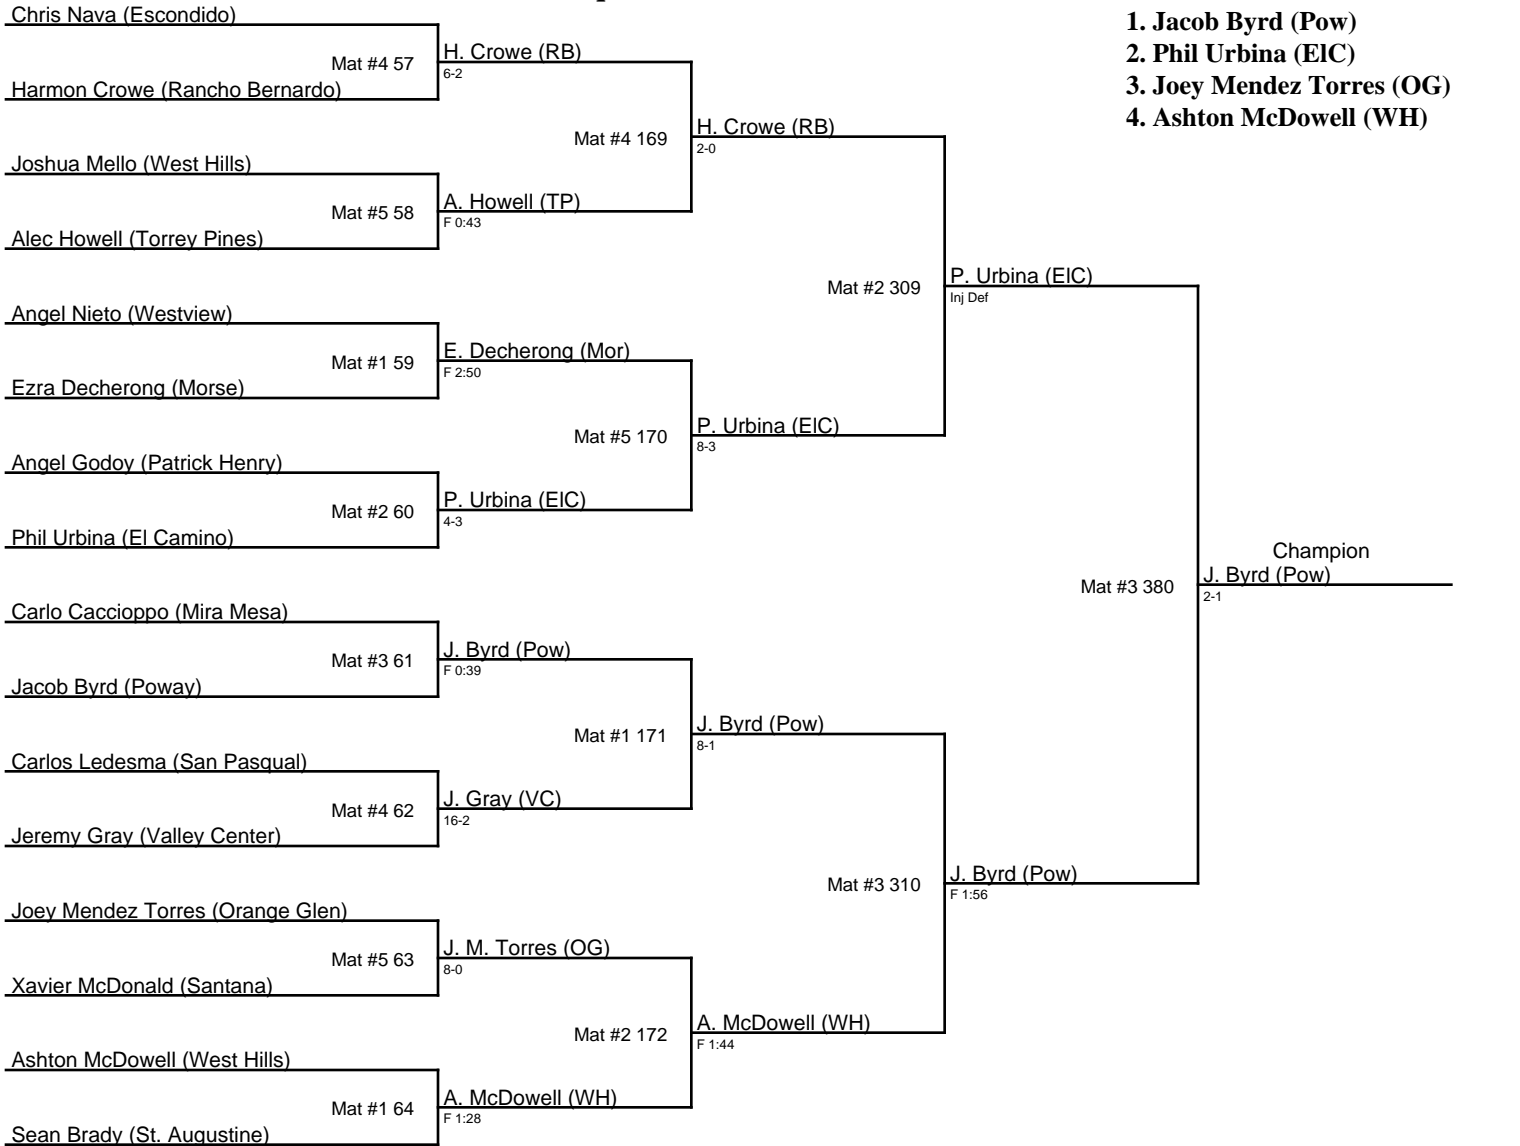 Chris Nava (Escondido)
Mat #4 57
Harmon Crowe (Rancho Bernardo)
Joshua Mello (West Hills)
Mat #5 58
Alec Howell (Torrey Pines)
Angel Nieto (Westview)
Mat #1 59
Ezra Decherong (Morse)
Angel Godoy (Patrick Henry)
Mat #2 60
Phil Urbina (El Camino)
Carlo Caccioppo (Mira Mesa)
Mat #3 61
Jacob Byrd (Poway)
Carlos Ledesma (San Pasqual)
Mat #4 62
Jeremy Gray (Valley Center)
Joey Mendez Torres (Orange Glen)
Mat #5 63
Xavier McDonald (Santana)
Ashton McDowell (West Hills)
Mat #1 64
Sean Brady (St. Augustine)
H. Crowe (RB)
6-2
Mat #4 169
A. Howell (TP)
F 0:43
E. Decherong (Mor)
F 2:50
Mat #5 170
P. Urbina (ElC)
4-3
J. Byrd (Pow)
F 0:39
Mat #1 171
J. Gray (VC)
16-2
J. M. Torres (OG)
8-0
Mat #2 172
A. McDowell (WH)
F 1:28
H. Crowe (RB)
2-0
Mat #2 309
P. Urbina (ElC)
8-3
J. Byrd (Pow)
8-1
Mat #3 310
A. McDowell (WH)
F 1:44
P. Urbina (ElC)
Inj Def
Mat #3 380
J. Byrd (Pow)
F 1:56
Champion
J. Byrd (Pow)
2-1
1. Jacob Byrd (Pow)
2. Phil Urbina (ElC)
3. Joey Mendez Torres (OG)
4. Ashton McDowell (WH)